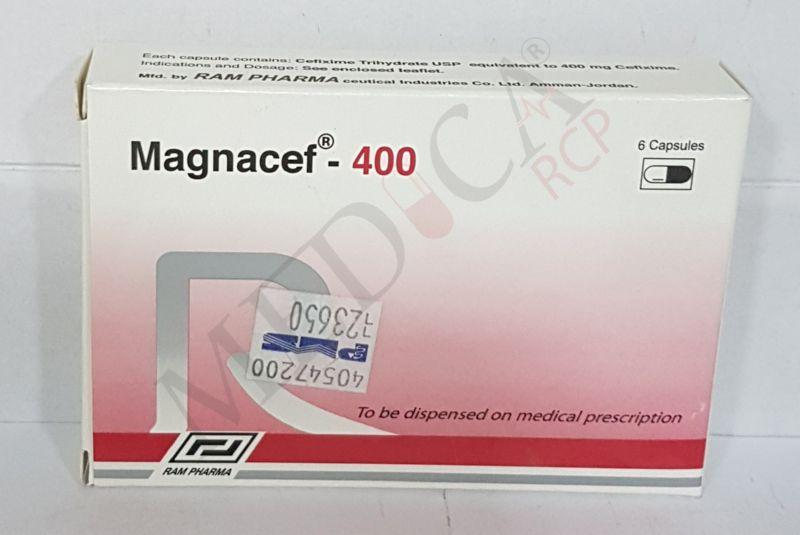 Each capsule contains: Cefixime Trihydrate USP equivalent to 400 mg Cefixime.
Indications and Dosage: See enclosed leaflet.
Mfd. by RAM PHARMAceutical Industries Co. Ltd. Amman-Jordan.
Magnacef® - 400
6 Capsules
MEDICA®
RCP
723650
40547200
To be dispensed on medical prescription
RAM PHARMA